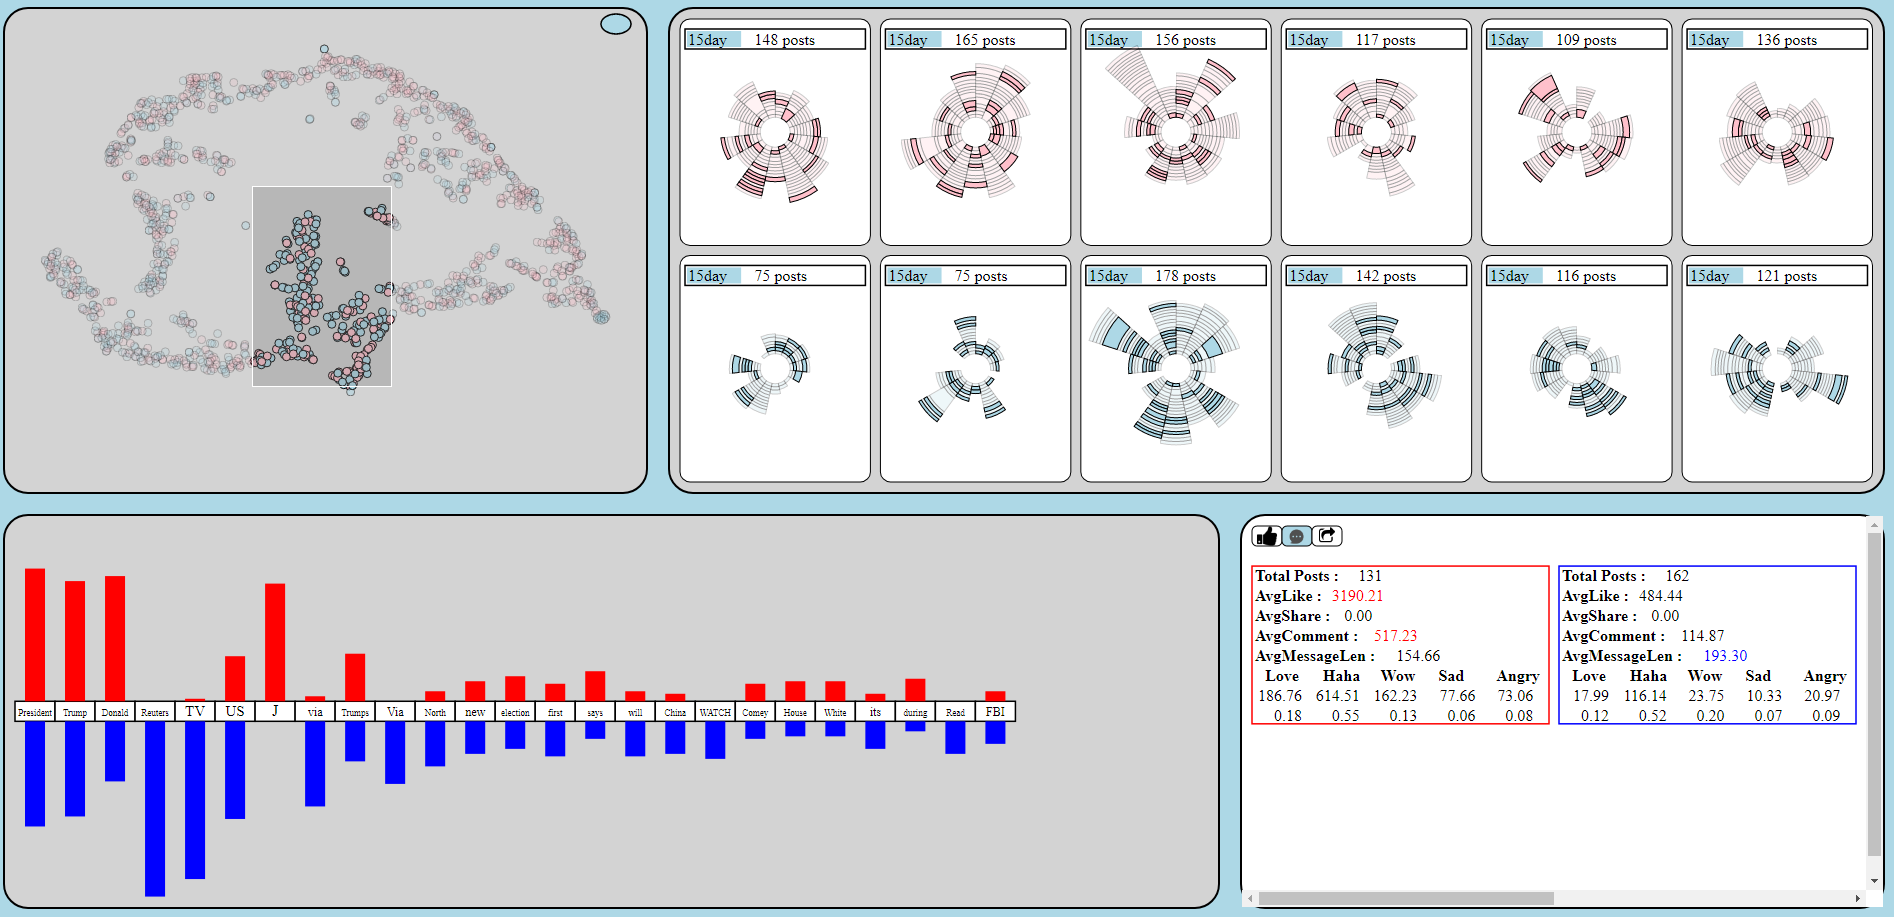 15day 148 posts
15day 165 posts
15day 156 posts
15day 117 posts
15day 109 posts
15day 136 posts
15day 75 posts
15day 75 posts
15day 178 posts
15day 142 posts
15day 116 posts
15day 121 posts
President Trump Donald Reuters TV US J via Trumps Via North new election first says will China WATCH Comey House White its during Read FBI
Total Posts : 131
AvgLike : 3190.21
AvgShare : 0.00
AvgComment : 517.23
AvgMessageLen : 154.66
Love Haha Wow Sad Angry
186.76 614.51 162.23 77.66 73.06
0.18 0.55 0.13 0.06 0.08
Total Posts : 162
AvgLike : 484.44
AvgShare : 0.00
AvgComment : 114.87
AvgMessageLen : 193.30
Love Haha Wow Sad Angry
17.99 116.14 23.75 10.33 20.97
0.12 0.52 0.20 0.07 0.09